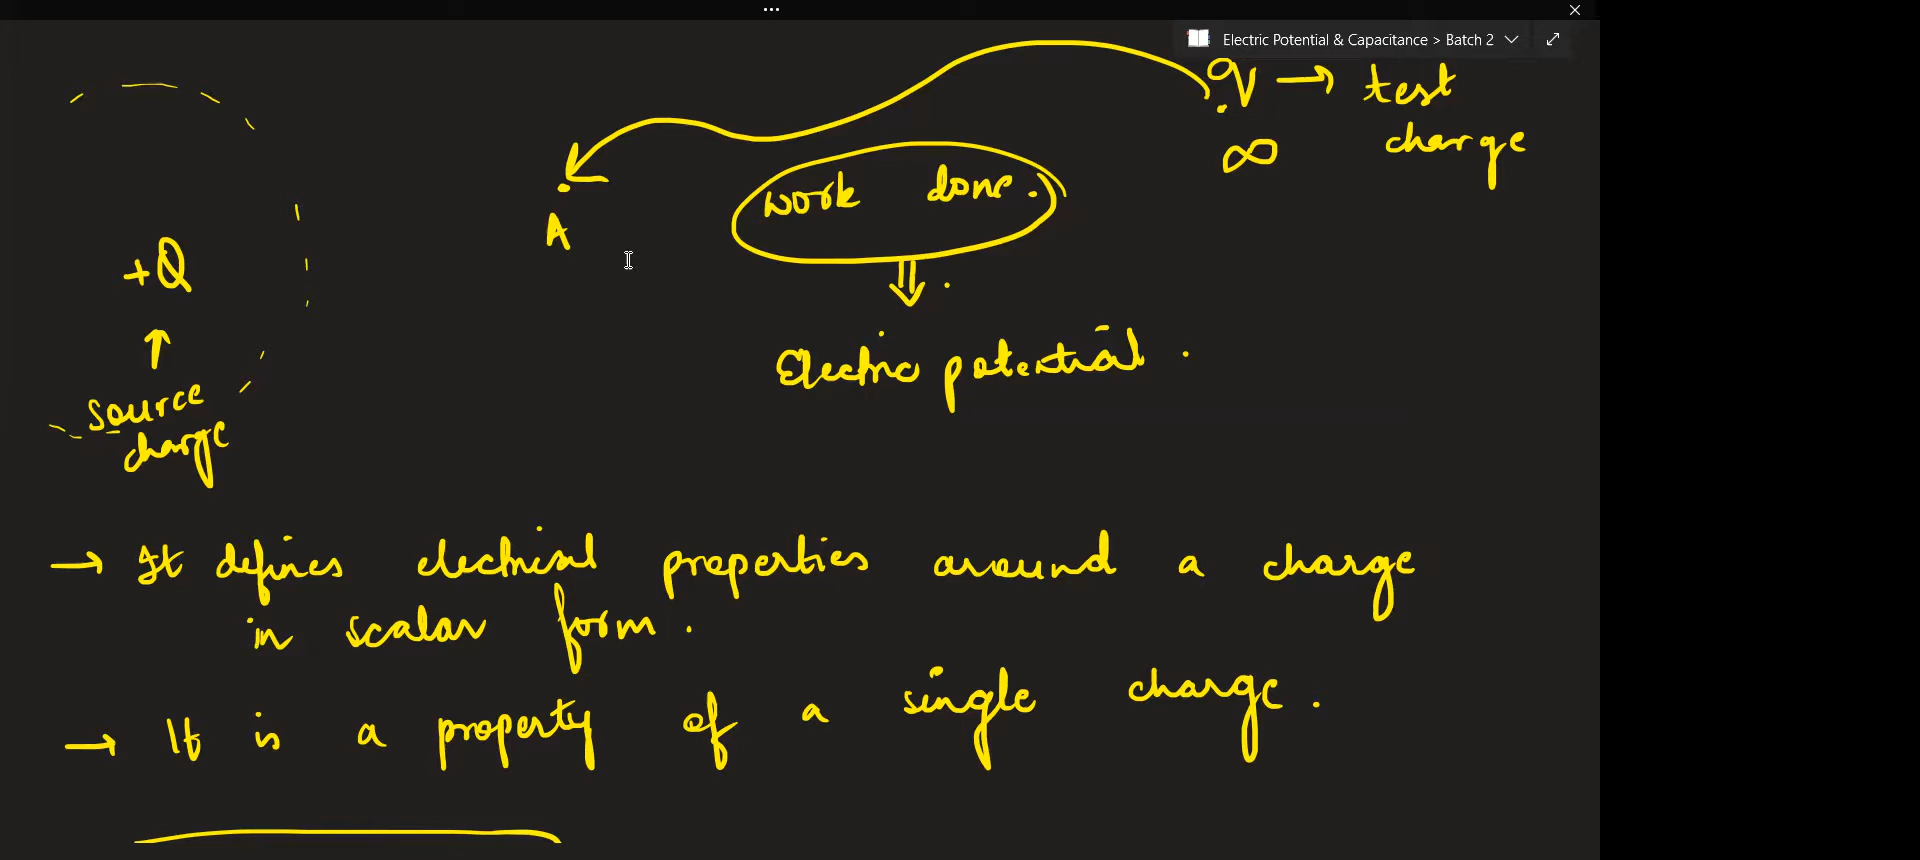 Electric Potential & Capacitance > Batch 2
q → test
charge
∞
A
work done.
+Q
⇓
Electric potential.
↑
source
charge
→ It defines electrical properties around a charge
in scalar form.
→ It is a property of a single charge.